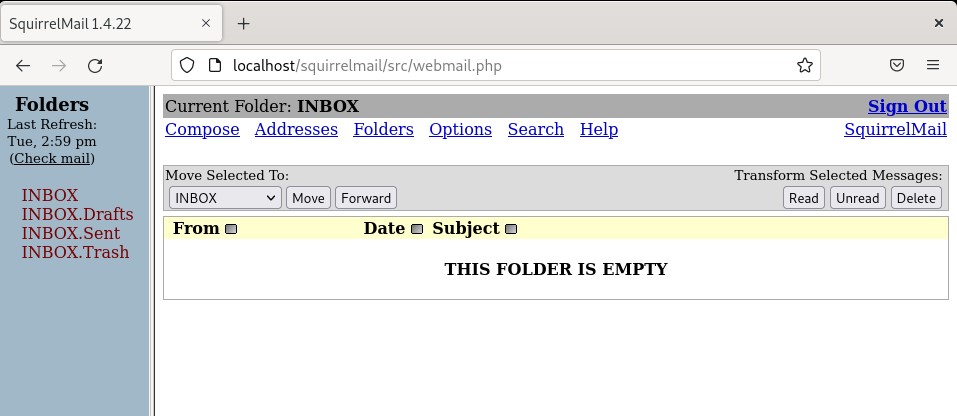 SquirrelMail 1.4.22
localhost/squirrelmail/src/webmail.php
Folders
Last Refresh:
Tue, 2:59 pm
(Check mail)
INBOX
INBOX.Drafts
INBOX.Sent
INBOX.Trash
Current Folder: INBOX Sign Out
Compose Addresses Folders Options Search Help SquirrelMail
Move Selected To: Transform Selected Messages:
INBOX Move Forward Read Unread Delete
From Date Subject
THIS FOLDER IS EMPTY